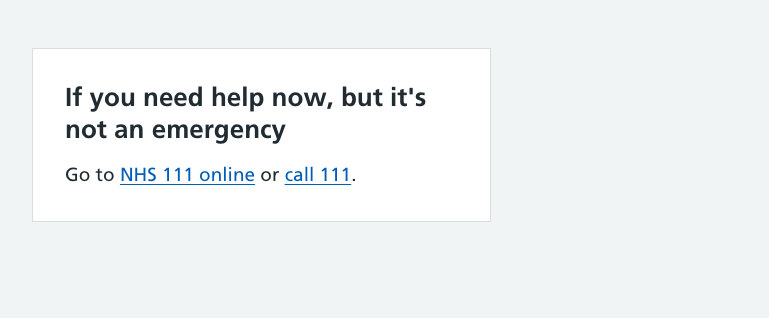 If you need help now, but it's
not an emergency
Go to NHS 111 online or call 111.